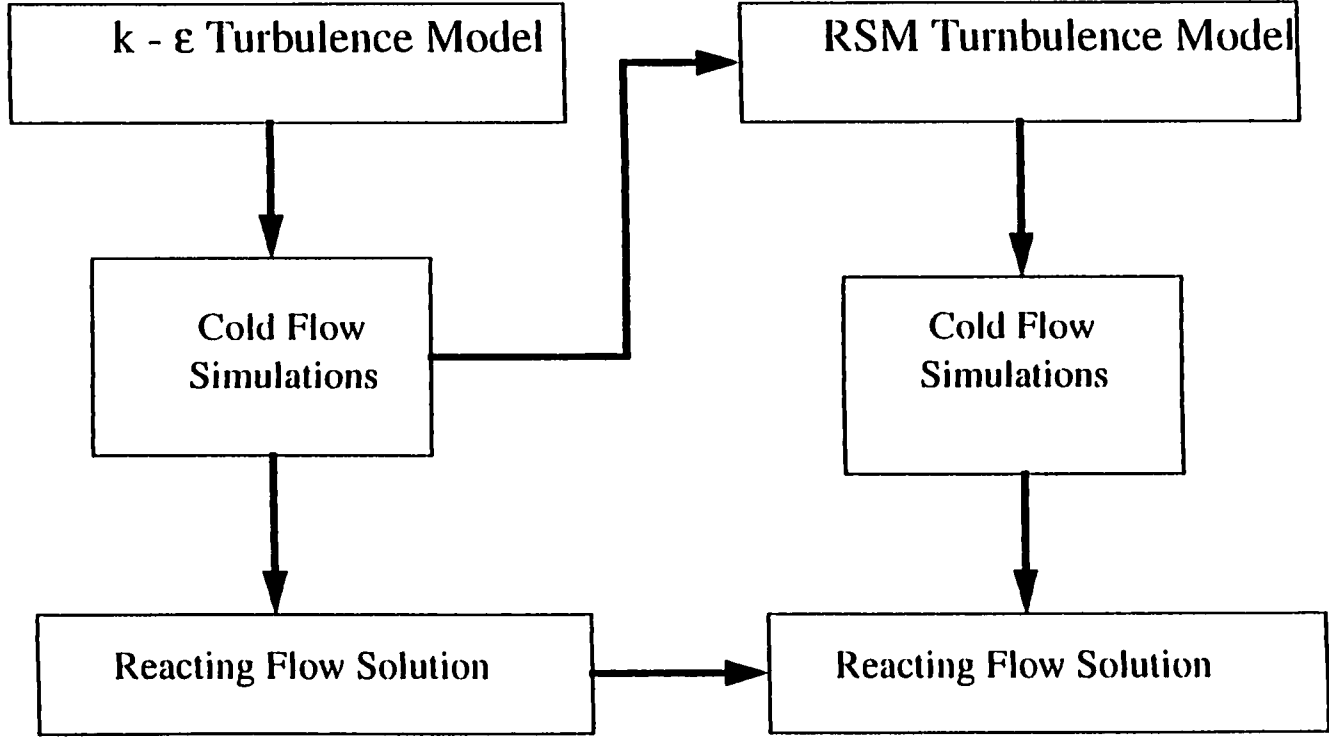 k - ε Turbulence Model
RSM Turnbulence Model
Cold Flow
Simulations
Cold Flow
Simulations
Reacting Flow Solution
Reacting Flow Solution